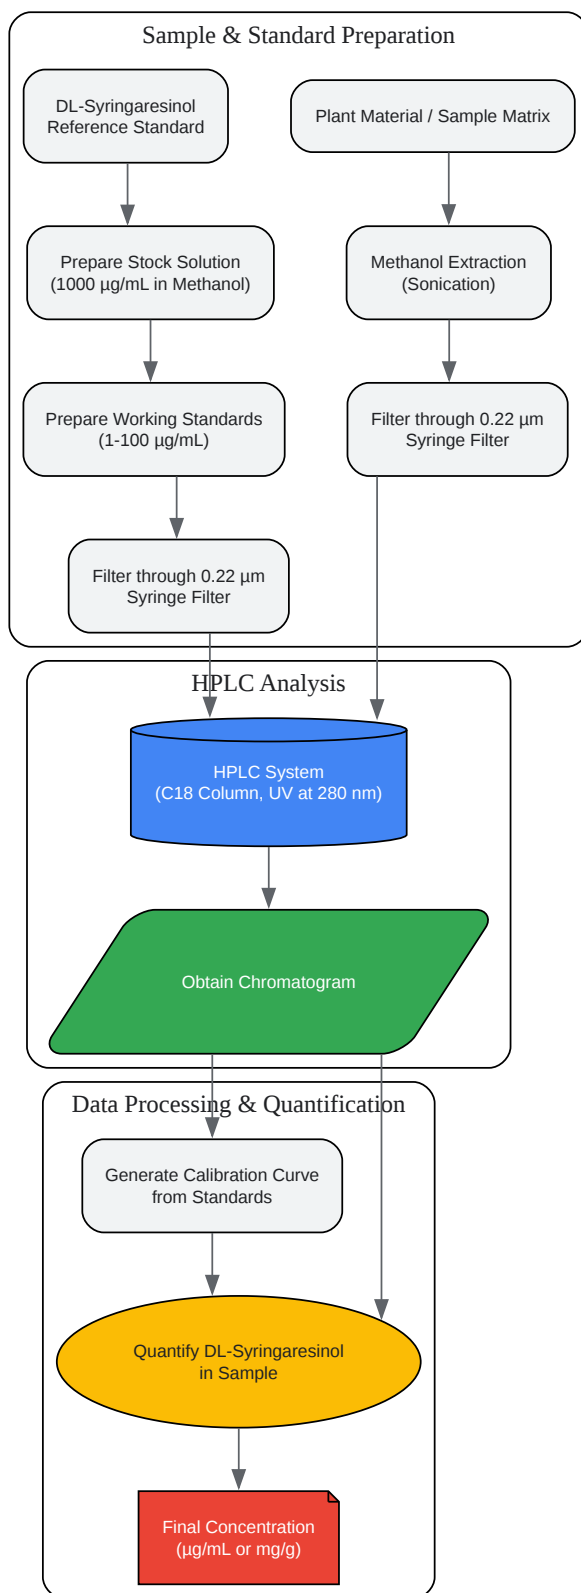 Sample & Standard Preparation
DL-Syringaresinol
Reference Standard
Plant Material / Sample Matrix
Prepare Stock Solution
(1000 µg/mL in Methanol)
Methanol Extraction
(Sonication)
Prepare Working Standards
(1-100 µg/mL)
Filter through 0.22 µm
Syringe Filter
Filter through 0.22 µm
Syringe Filter
HPLC Analysis
HPLC System
(C18 Column, UV at 280 nm)
Obtain Chromatogram
Data Processing & Quantification
Generate Calibration Curve
from Standards
Quantify DL-Syringaresinol
in Sample
Final Concentration
(µg/mL or mg/g)